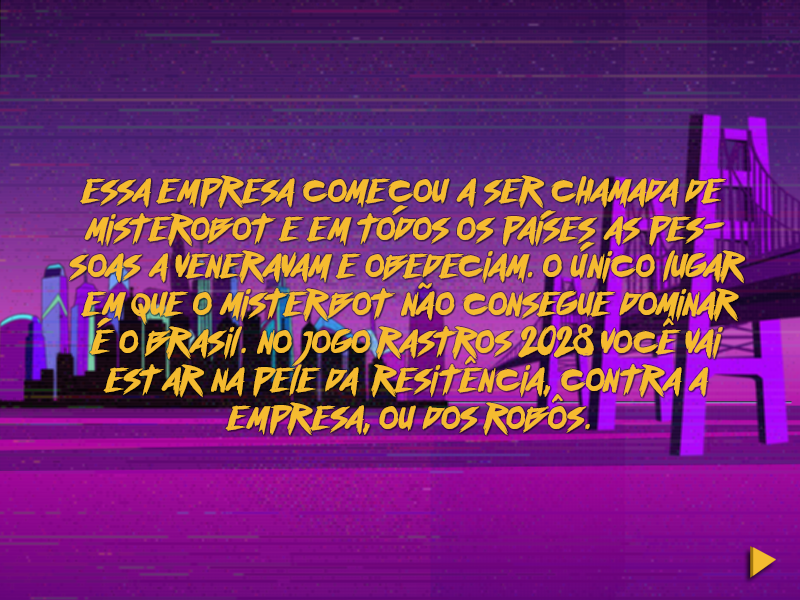 ESSA EMPRESA COMEÇOU A SER CHAMADA DE
MISTEROBOT E EM TODOS OS PAÍSES AS PES-
SOAS A VENERAVAM E OBEDECIAM. O ÚNICO LUGAR
EM QUE O MISTERBOT NÃO CONSEGUE DOMINAR
É O BRASIL. NO JOGO RASTROS 2028 VOCÊ VAI
ESTAR NA PELE DA RESITÊNCIA, CONTRA A
EMPRESA, OU DOS ROBÔS.